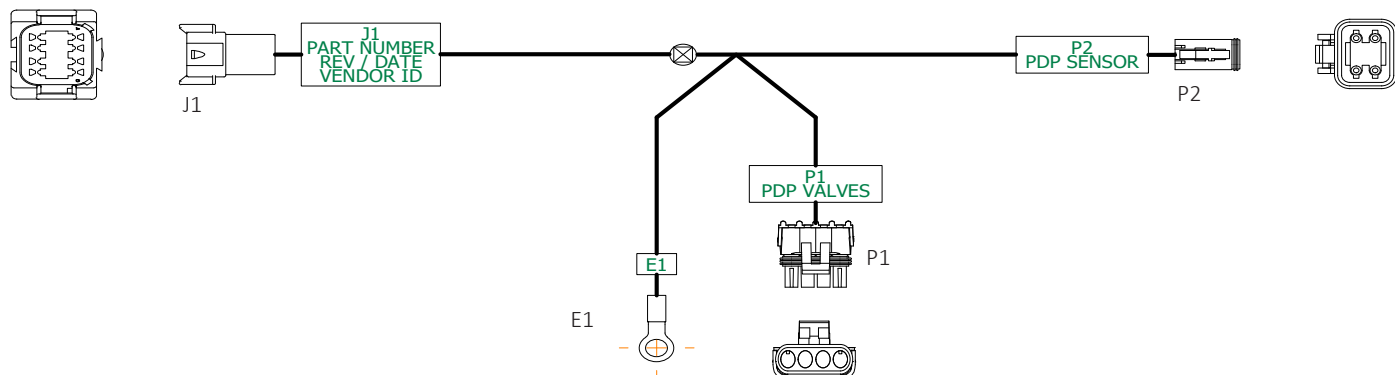 J1
PART NUMBER
REV / DATE
VENDOR ID
J1
P2
PDP SENSOR
P2
P1
PDP VALVES
P1
E1
E1